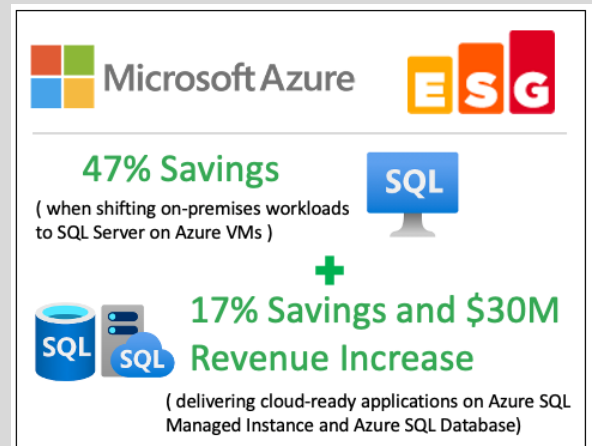 Microsoft Azure
ESG
47% Savings
SQL
( when shifting on-premises workloads
to SQL Server on Azure VMs )
+
17% Savings and $30M
Revenue Increase
SQL
SQL
( delivering cloud-ready applications on Azure SQL
Managed Instance and Azure SQL Database)